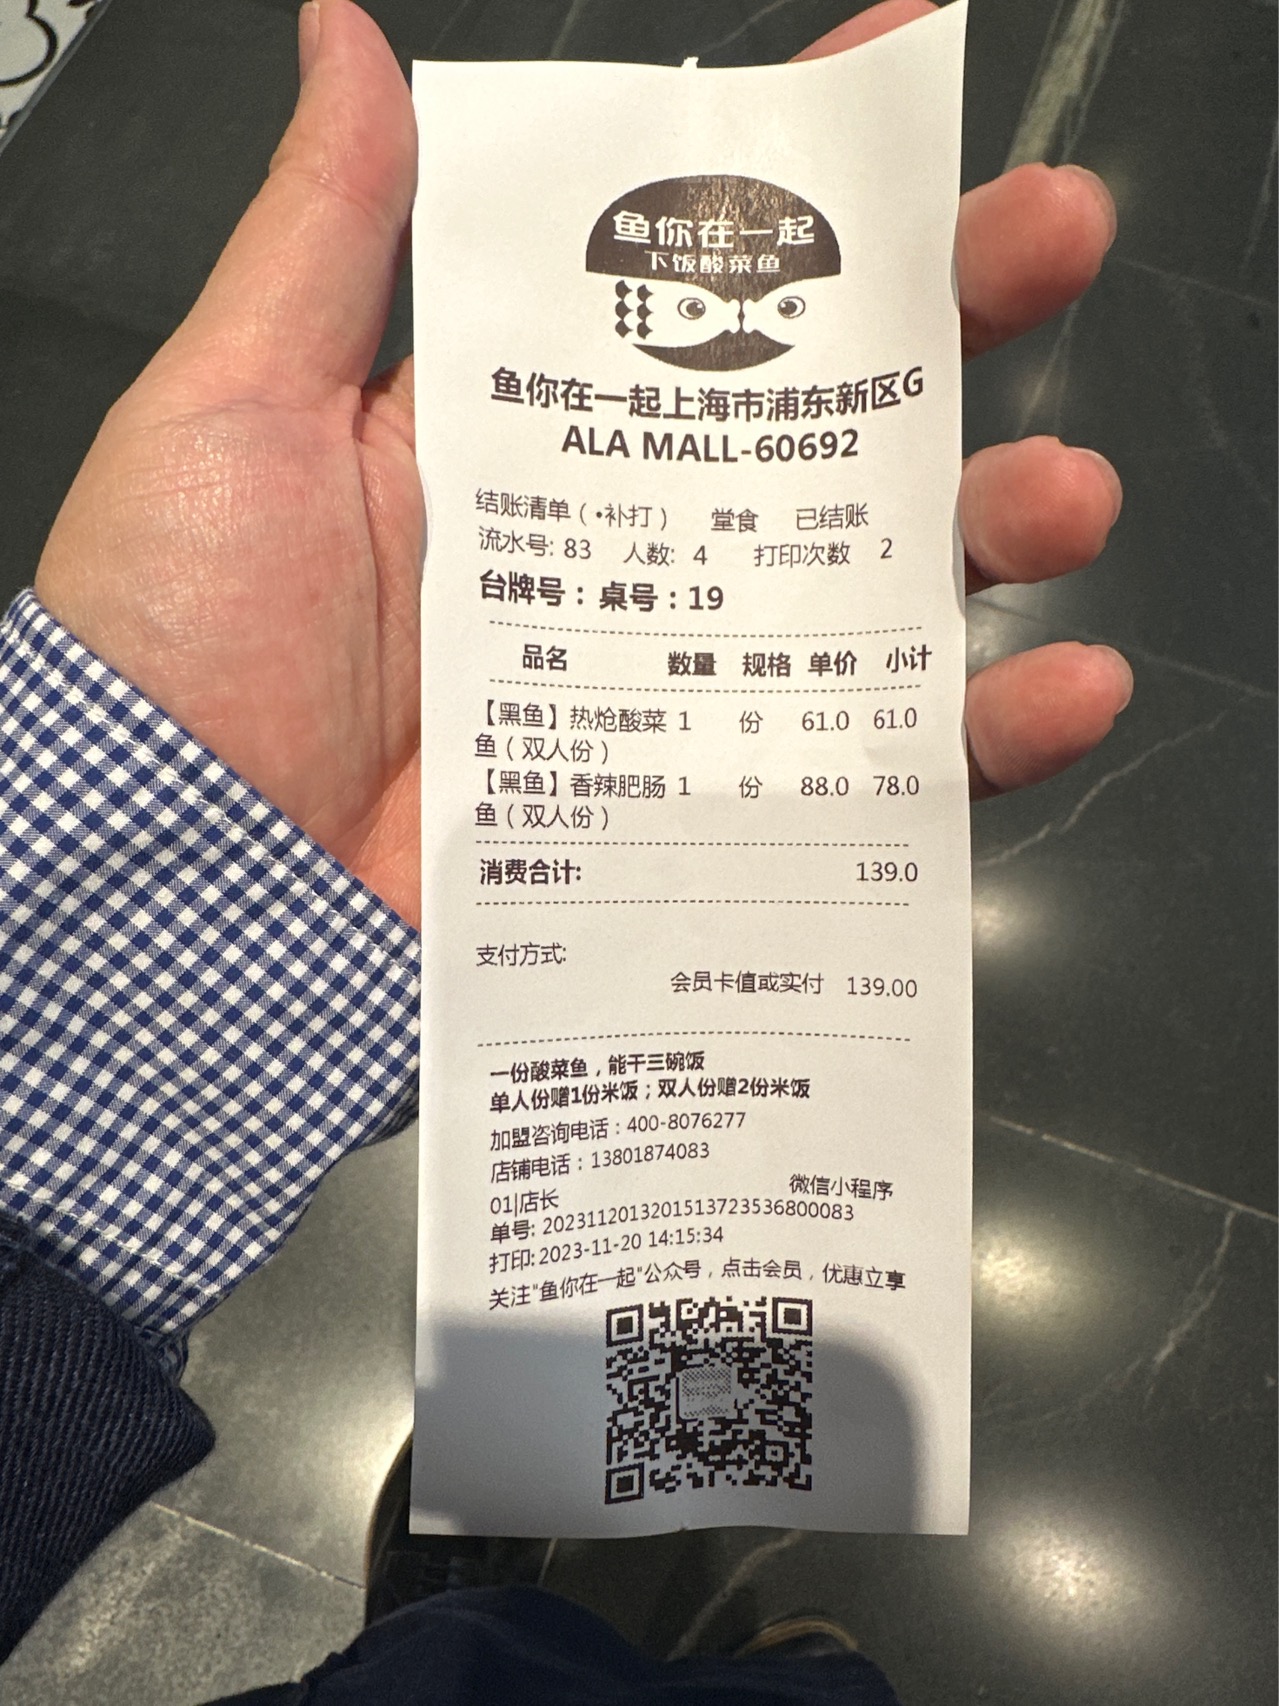 鱼你在一起
下饭酸菜鱼
鱼你在一起上海市浦东新区G
ALA MALL-60692
结账清单（•补打） 堂食 已结账
流水号: 83 人数: 4 打印次数 2
台牌号：桌号：19
品名 数量 规格 单价 小计
【黑鱼】热炝酸菜 1 份 61.0 61.0
鱼（双人份）
【黑鱼】香辣肥肠 1 份 88.0 78.0
鱼（双人份）
消费合计: 139.0
支付方式:
会员卡值或实付 139.00
一份酸菜鱼，能干三碗饭
单人份赠1份米饭；双人份赠2份米饭
加盟咨询电话：400-8076277
店铺电话：13801874083
01|店长 微信小程序
单号: 2023112013201513723536800083
打印: 2023-11-20 14:15:34
关注"鱼你在一起"公众号，点击会员，优惠立享